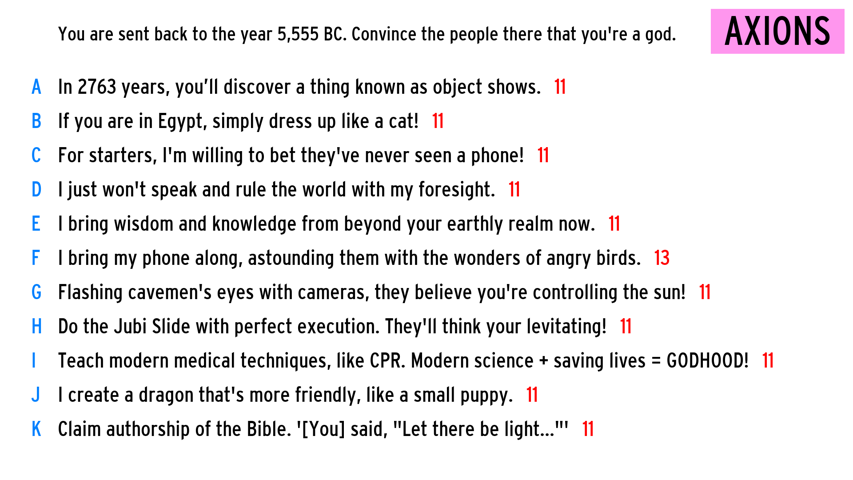 You are sent back to the year 5,555 BC. Convince the people there that you're a god.
AXIONS
A In 2763 years, you’ll discover a thing known as object shows. 11
B If you are in Egypt, simply dress up like a cat! 11
C For starters, I'm willing to bet they've never seen a phone! 11
D I just won't speak and rule the world with my foresight. 11
E I bring wisdom and knowledge from beyond your earthly realm now. 11
F I bring my phone along, astounding them with the wonders of angry birds. 13
G Flashing cavemen's eyes with cameras, they believe you're controlling the sun! 11
H Do the Jubi Slide with perfect execution. They'll think your levitating! 11
I Teach modern medical techniques, like CPR. Modern science + saving lives = GODHOOD! 11
J I create a dragon that's more friendly, like a small puppy. 11
K Claim authorship of the Bible. '[You] said, "Let there be light..."' 11